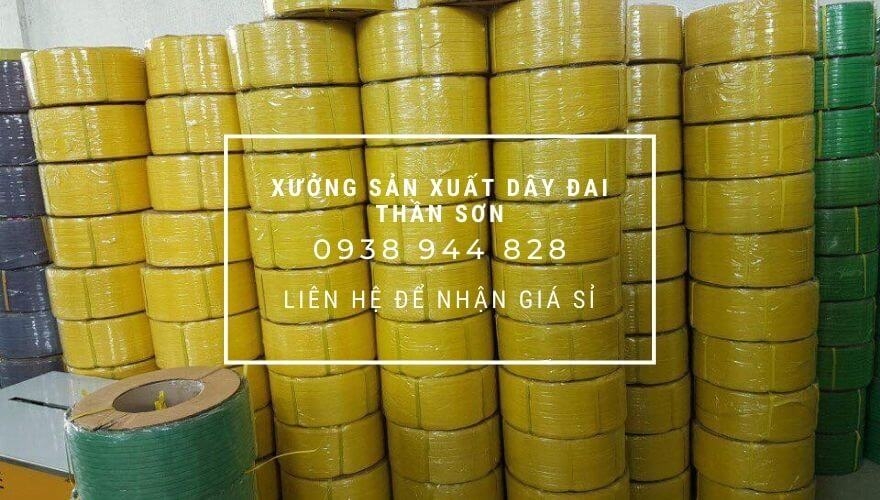 XƯỞNG SẢN XUẤT DÂY ĐAI
THẦN SƠN
0938 944 828
LIÊN HỆ ĐỂ NHẬN GIÁ SỈ